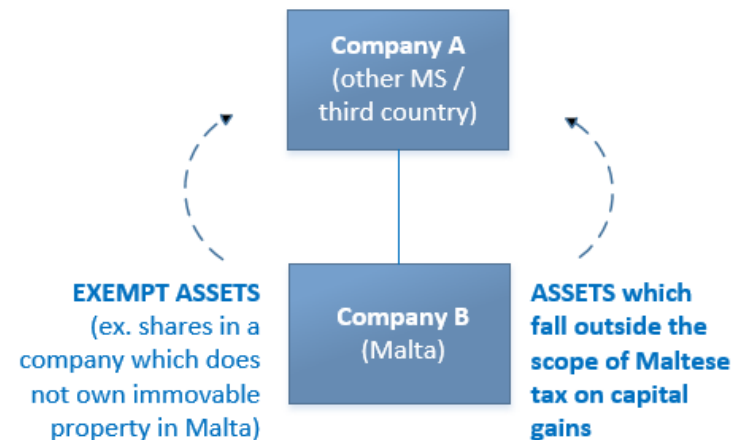 Company A
(other MS /
third country)
EXEMPT ASSETS
(ex. shares in a
company which does
not own immovable
property in Malta)
Company B
(Malta)
ASSETS which
fall outside the
scope of Maltese
tax on capital
gains